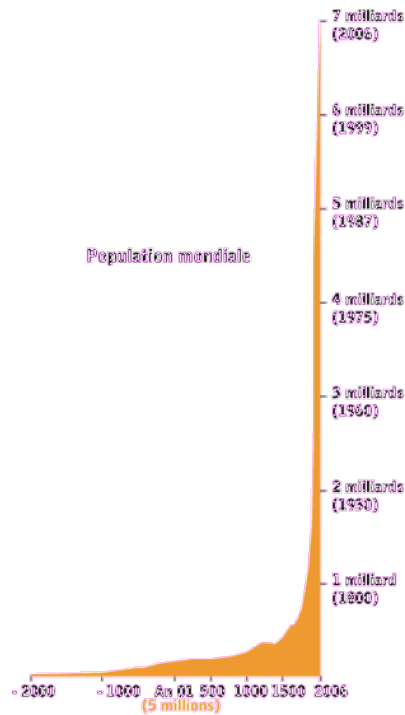 7 milliards
(2006)
6 milliards
(1999)
5 milliards
(1987)
Population mondiale
4 milliards
(1975)
3 milliards
(1960)
2 milliards
(1930)
1 milliard
(1800)
- 2000 - 1000 An 01 500 1000 1500 2006
(5 millions)